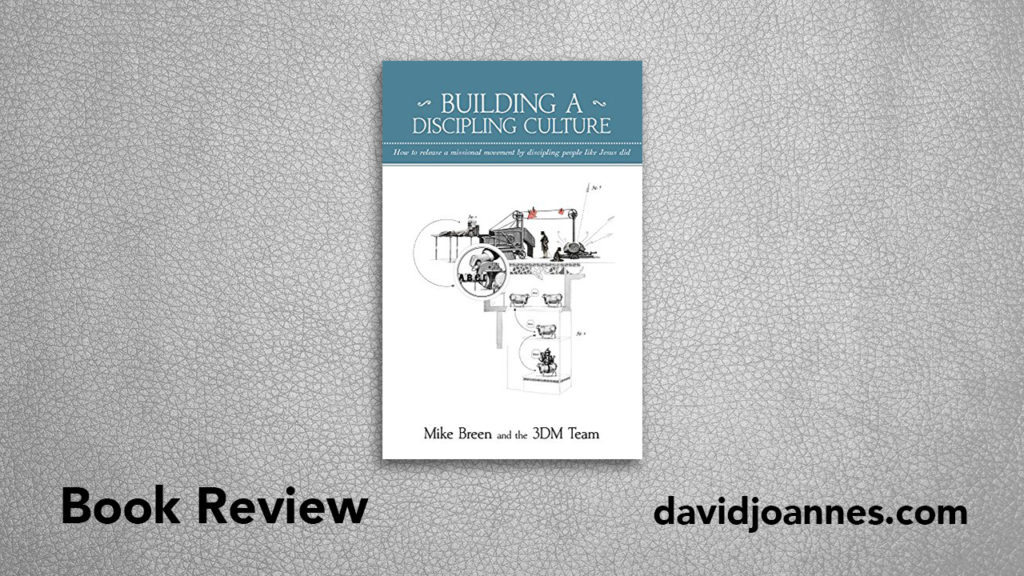 BUILDING A
DISCIPLING CULTURE
How to release a missional movement by discipling people like Jesus did
Mike Breen and the 3DM Team
Book Review
davidjoannes.com